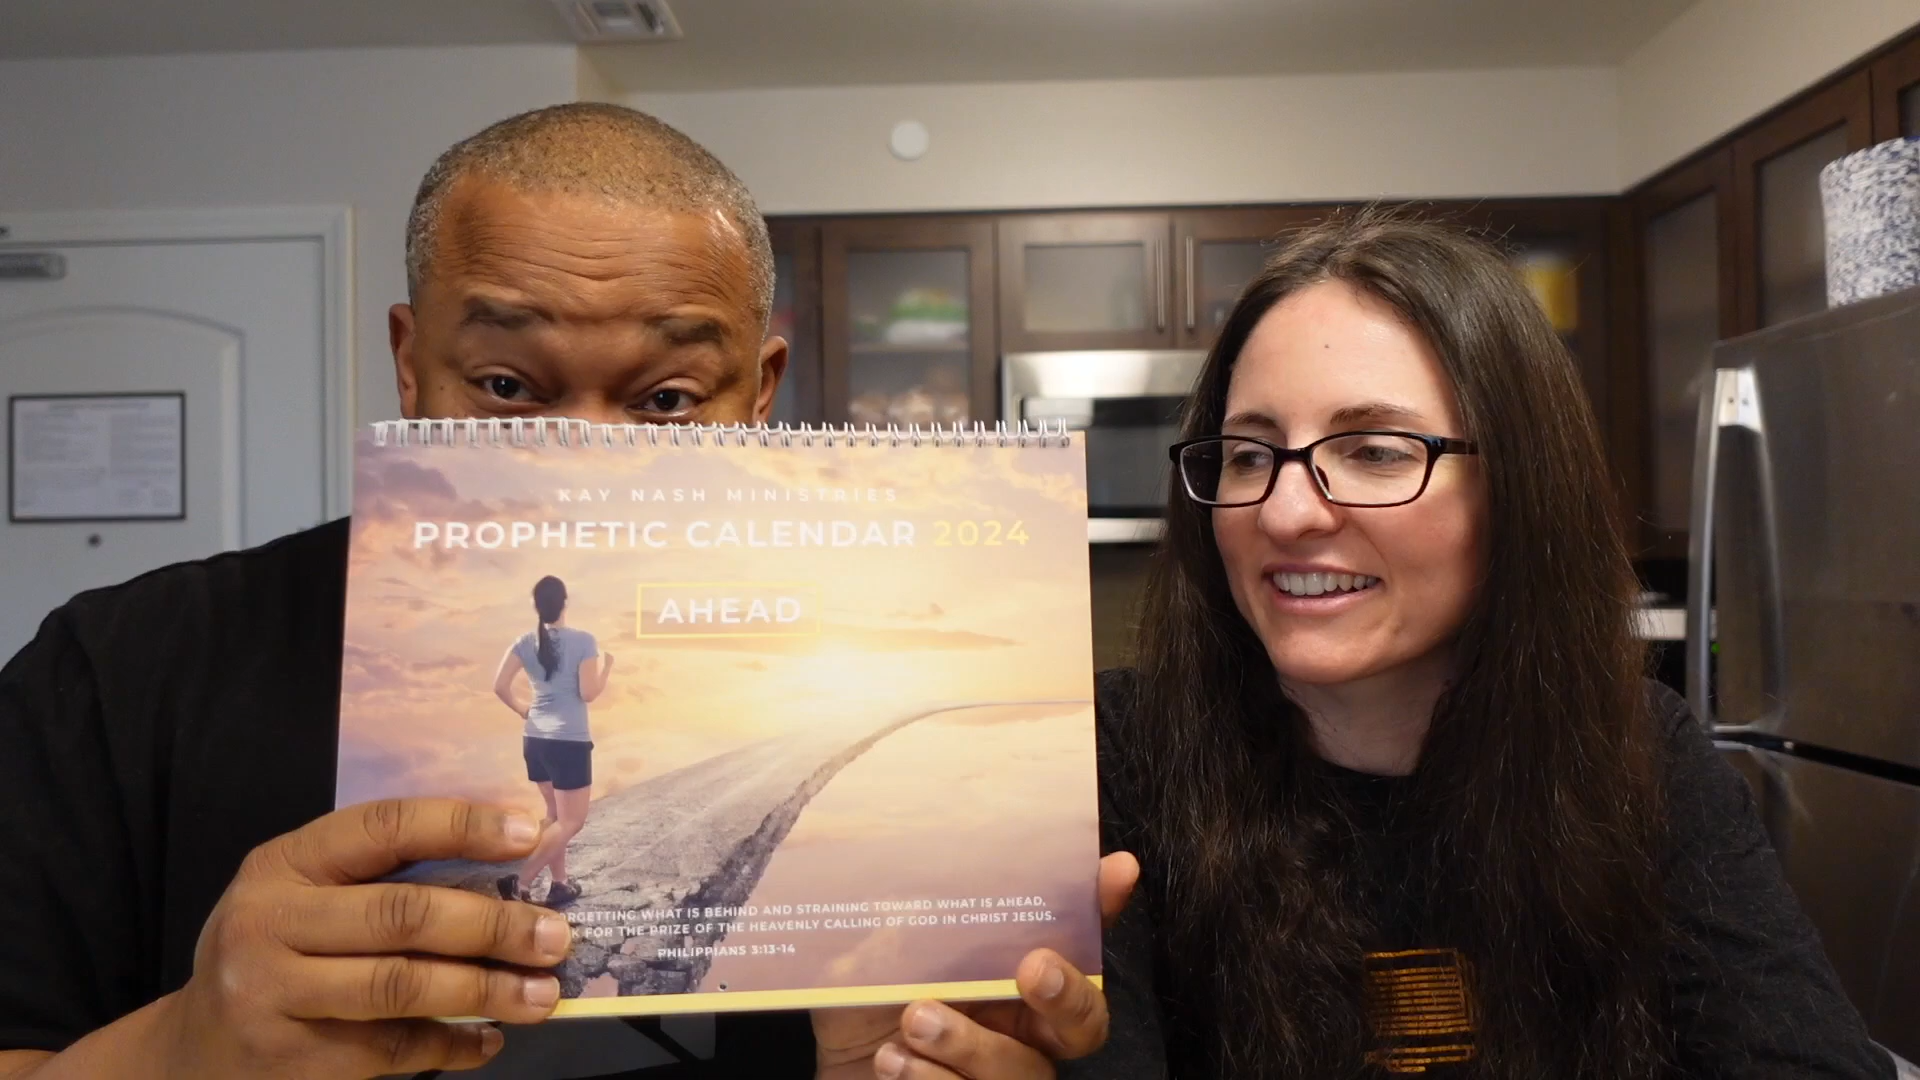 KAY NASH MINISTRIES
PROPHETIC CALENDAR 2024
AHEAD
ORGETTING WHAT IS BEHIND AND STRAINING TOWARD WHAT IS AHEAD,
K FOR THE PRIZE OF THE HEAVENLY CALLING OF GOD IN CHRIST JESUS.
PHILIPPIANS 3:13-14